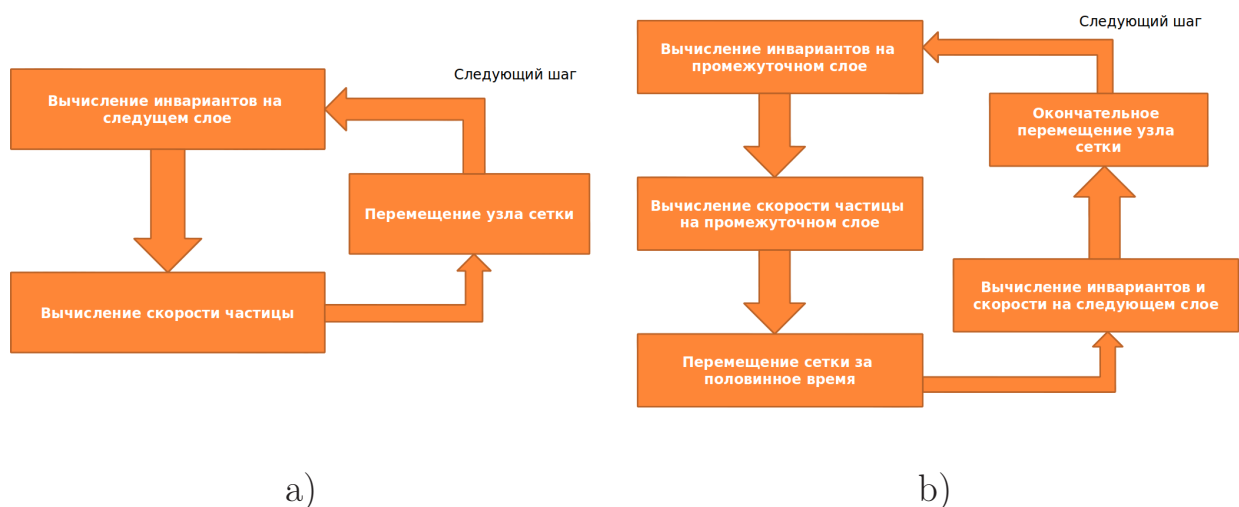 Следующий шаг
Вычисление инвариантов на
следущем слое
Перемещение узла сетки
Вычисление скорости частицы
a)
Следующий шаг
Вычисление инвариантов на
промежуточном слое
Окончательное
перемещение узла
сетки
Вычисление скорости частицы
на промежуточном слое
Вычисление инвариантов и
скорости на следующем слое
Перемещение сетки за
половинное время
b)